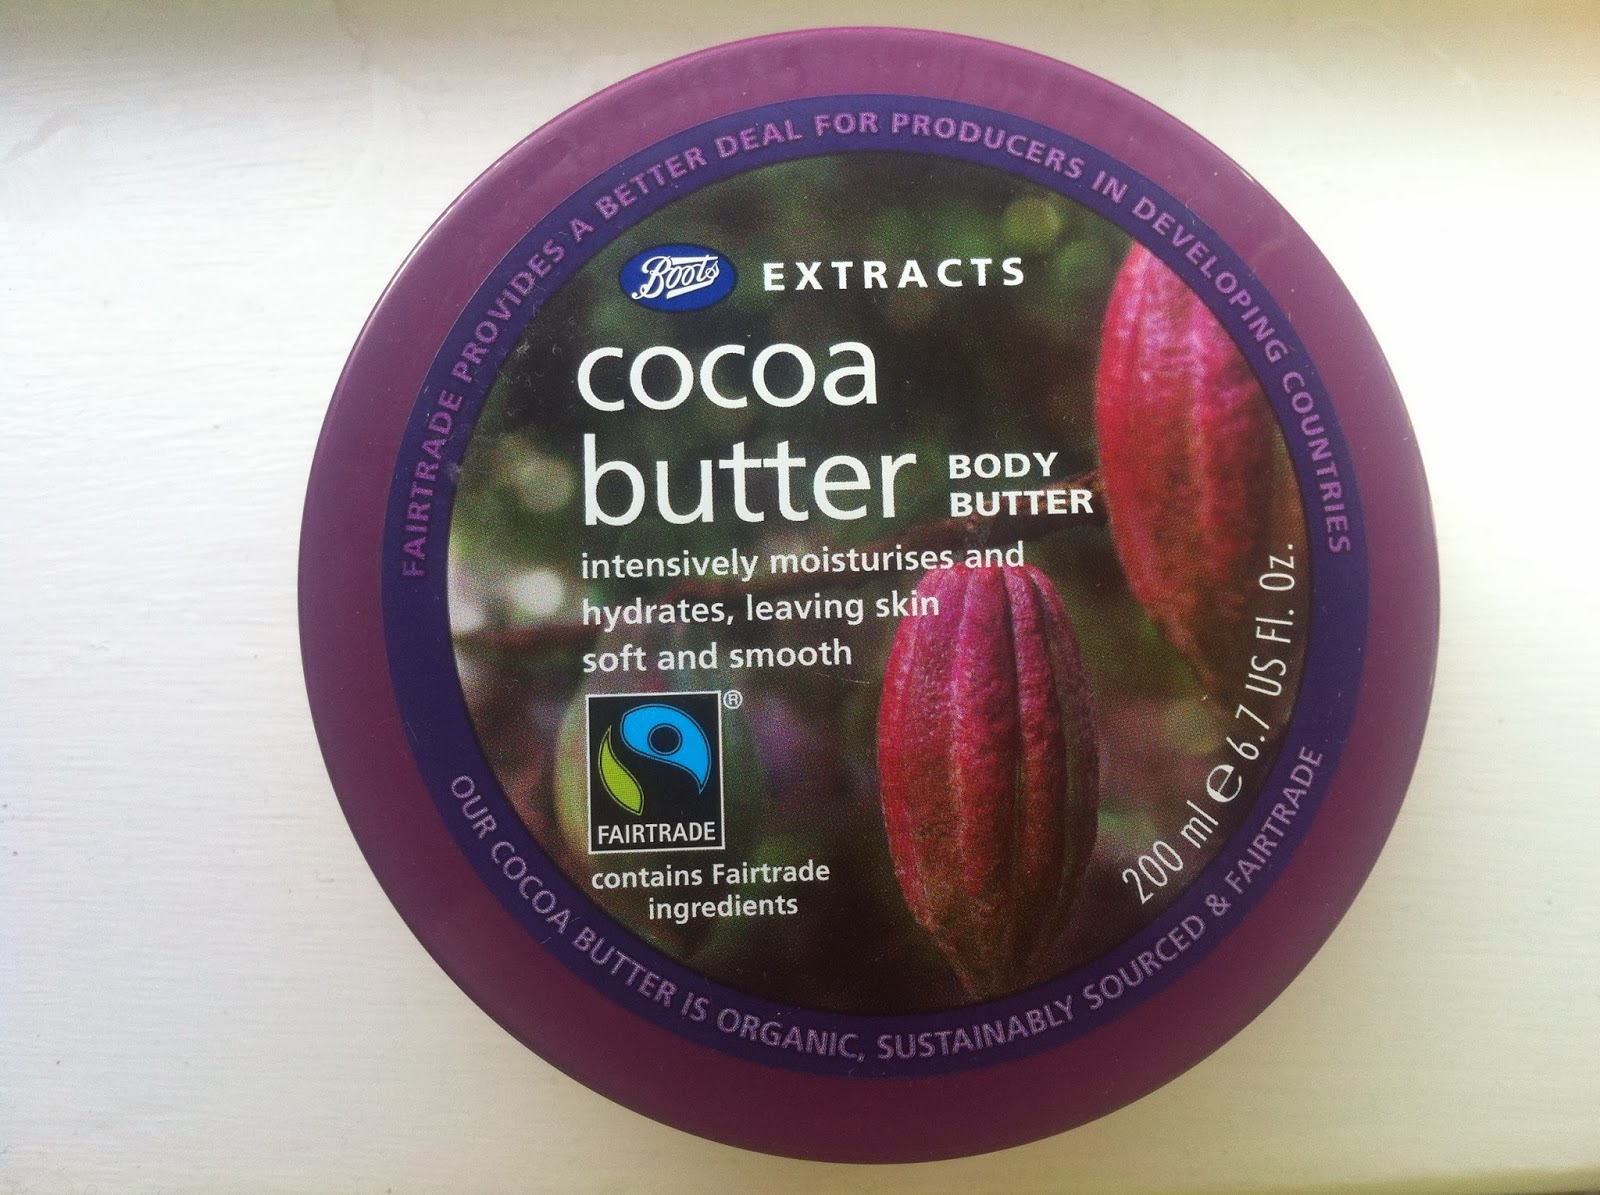 FAIRTRADE PROVIDES A BETTER DEAL FOR PRODUCERS IN DEVELOPING COUNTRIES
Boots EXTRACTS
cocoa
butter BODY BUTTER
intensively moisturises and
hydrates, leaving skin
soft and smooth
®
FAIRTRADE
contains Fairtrade
ingredients
200 ml ℮ 6.7 US Fl. Oz.
OUR COCOA BUTTER IS ORGANIC, SUSTAINABLY SOURCED & FAIRTRADE